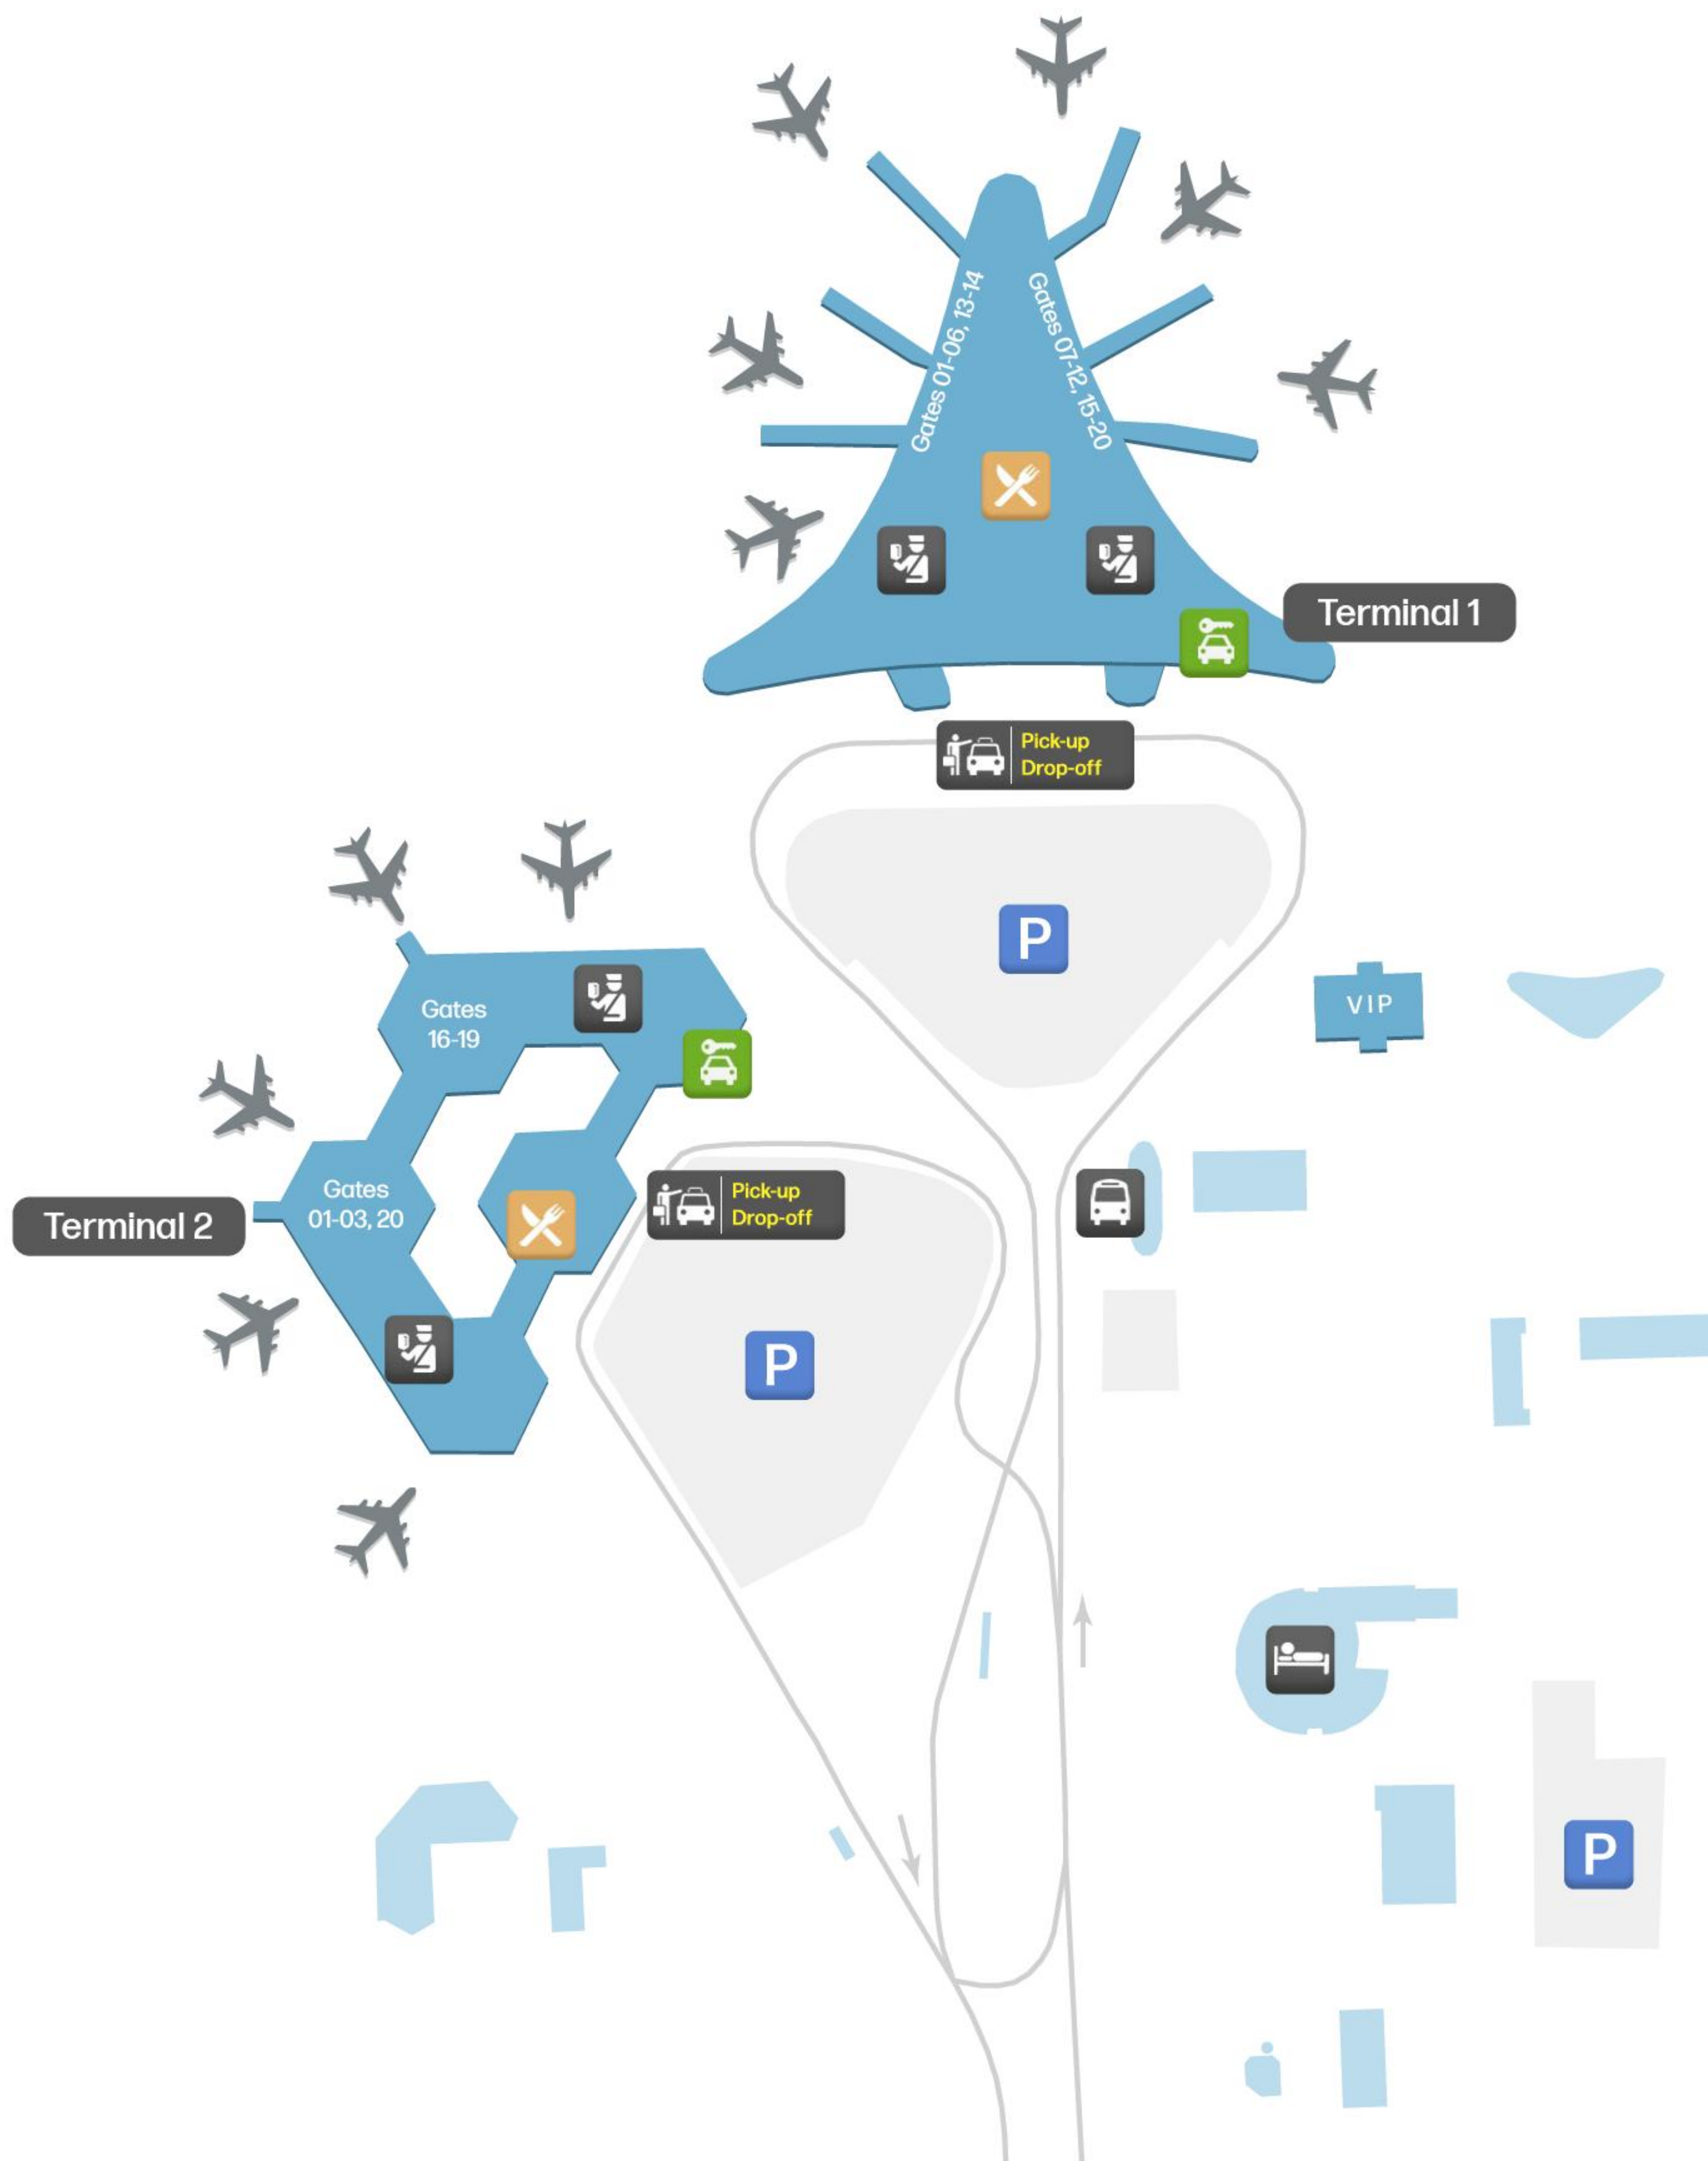 Gates 01-06, 13-14
Gates 07-12, 15-20
Terminal 1
Pick-up
Drop-off
P
VIP
Gates
16-19
Gates
01-03, 20
Terminal 2
Pick-up
Drop-off
P
P